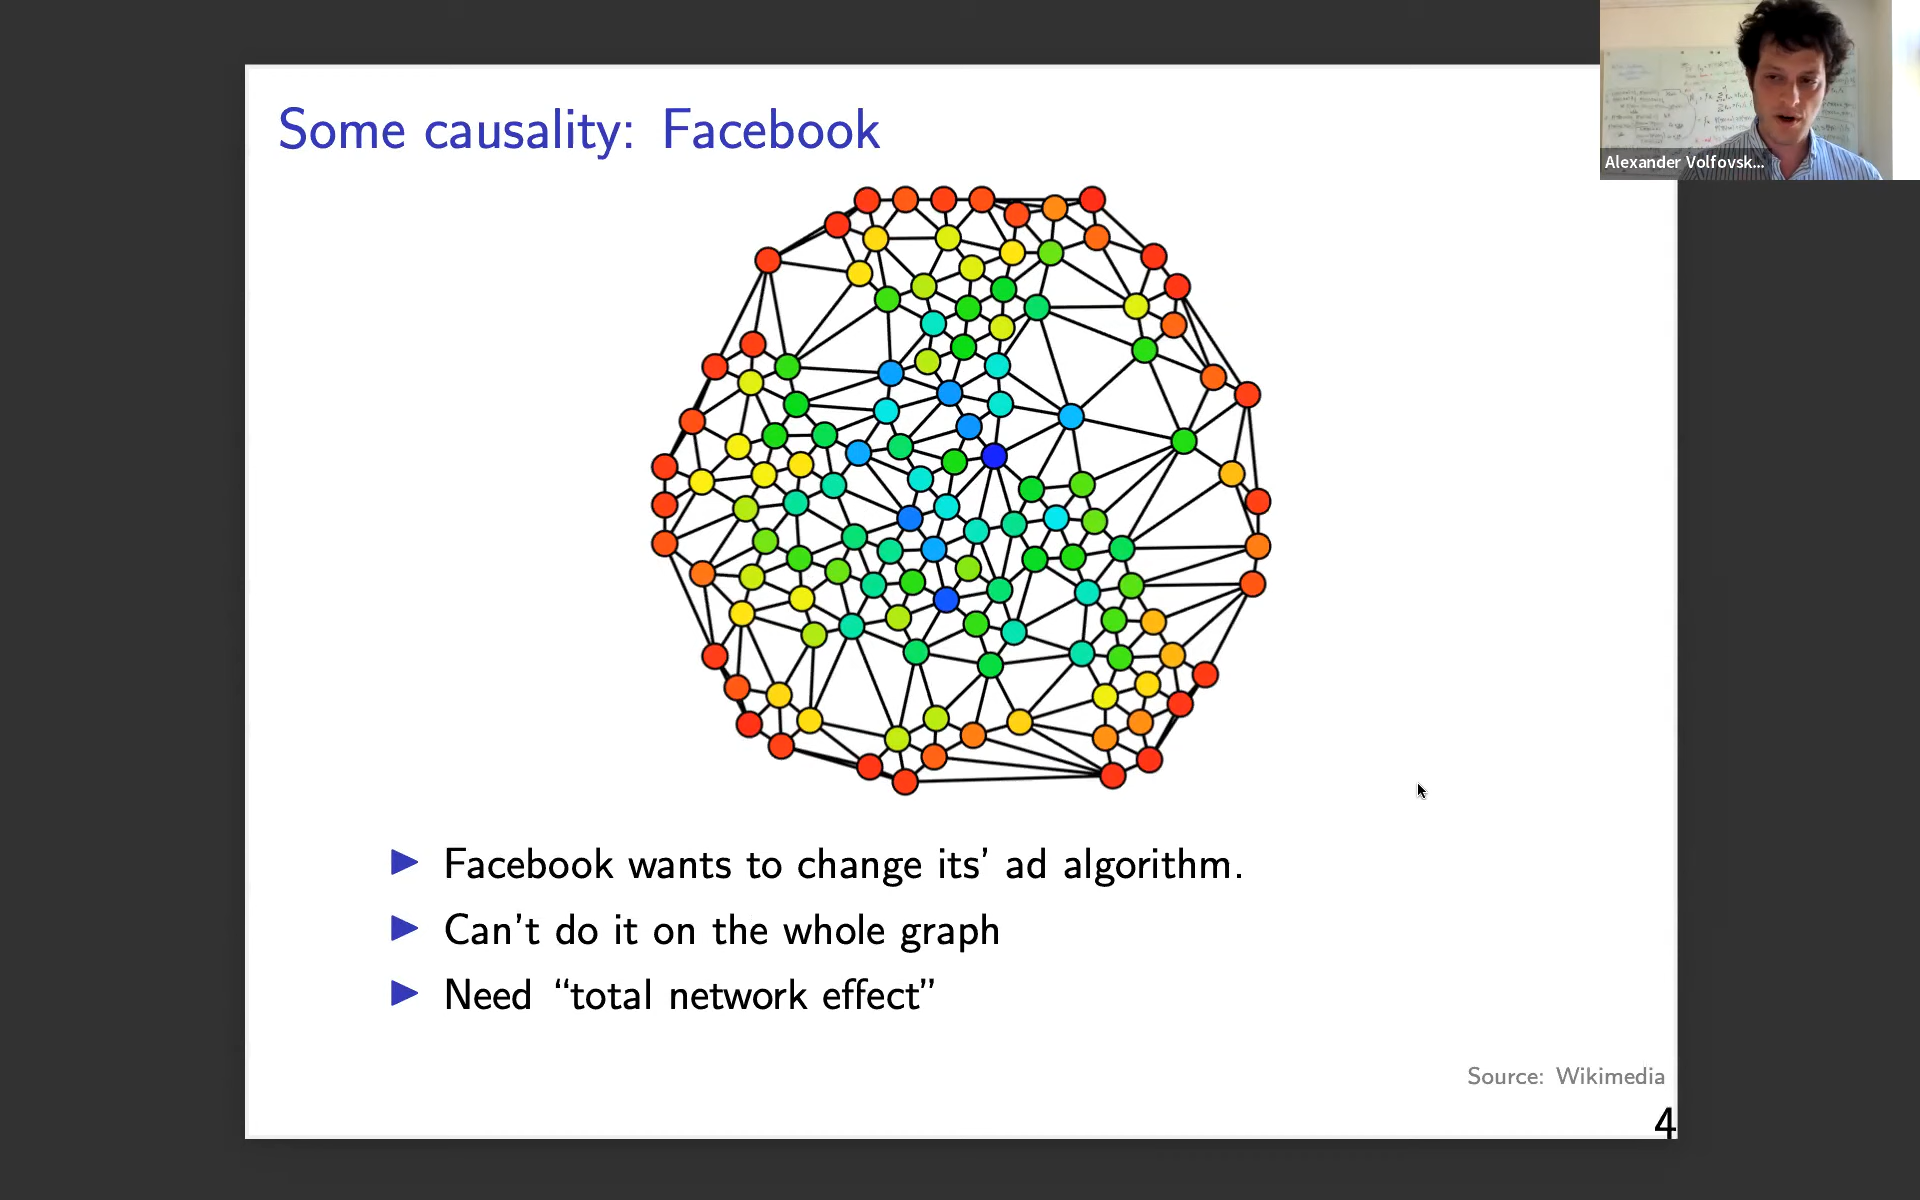 Some causality: Facebook
Alexander Volfovsk...
▶ Facebook wants to change its’ ad algorithm.
▶ Can’t do it on the whole graph
▶ Need “total network effect”
Source: Wikimedia
4